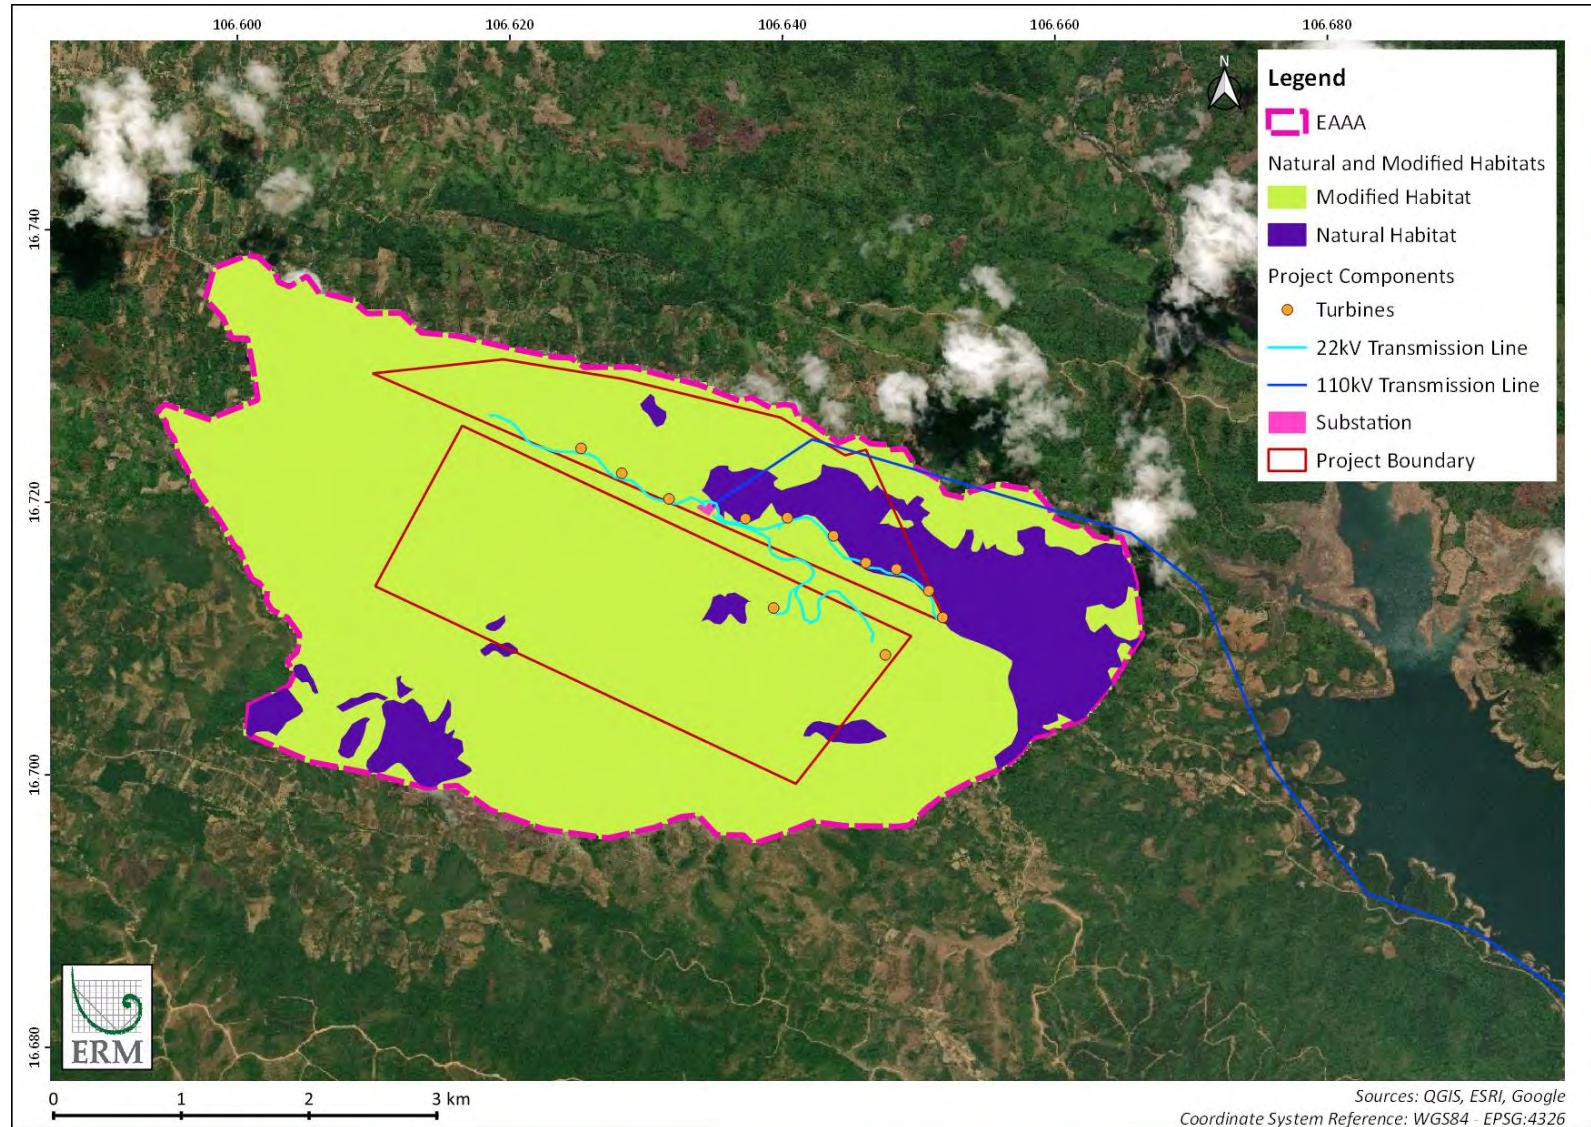 106.600 106.620 106.640 106.660 106.680
N
Legend
EAAA
Natural and Modified Habitats
Modified Habitat
Natural Habitat
Project Components
Turbines
22kV Transmission Line
110kV Transmission Line
Substation
Project Boundary
16.740
16.720
16.700
16.680
ERM
0 1 2 3 km
Sources: QGIS, ESRI, Google
Coordinate System Reference: WGS84 - EPSG:4326